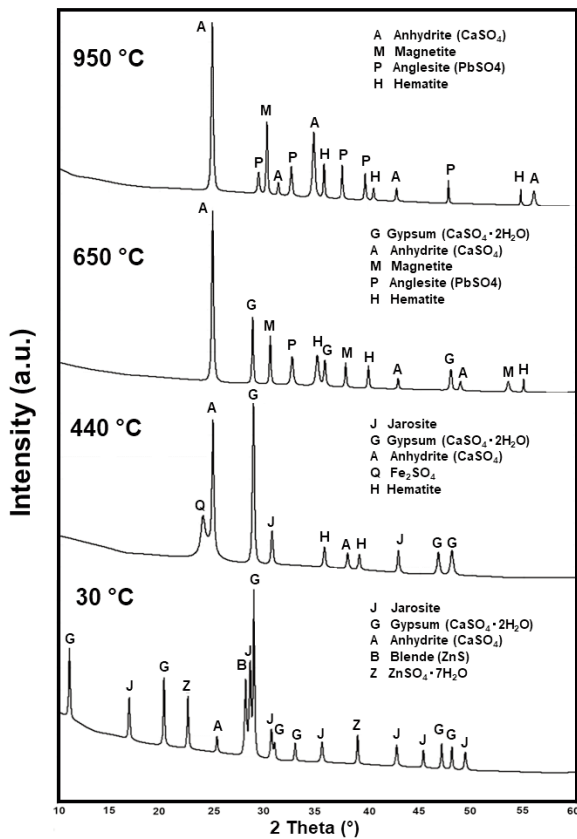 950 °C
A Anhydrite (CaSO₄)
M Magnetite
P Anglesite (PbSO4)
H Hematite
A
P
M
A
P
A
H
P
P
H
A
P
H
A
650 °C
G Gypsum (CaSO₄·2H₂O)
A Anhydrite (CaSO₄)
M Magnetite
P Anglesite (PbSO4)
H Hematite
A
G
M
P
H
G
M
H
A
G
A
M
H
440 °C
J Jarosite
G Gypsum (CaSO₄·2H₂O)
A Anhydrite (CaSO₄)
Q Fe₂SO₄
H Hematite
Q
A
G
J
H
A
H
J
G
G
30 °C
J Jarosite
G Gypsum (CaSO₄·2H₂O)
A Anhydrite (CaSO₄)
B Blende (ZnS)
Z ZnSO₄·7H₂O
G
J
G
Z
A
B
J
G
J
G
G
J
Z
J
J
G
G
J
Intensity (a.u.)
10 15 20 25 30 35 40 45 50 55 60
2 Theta (°)